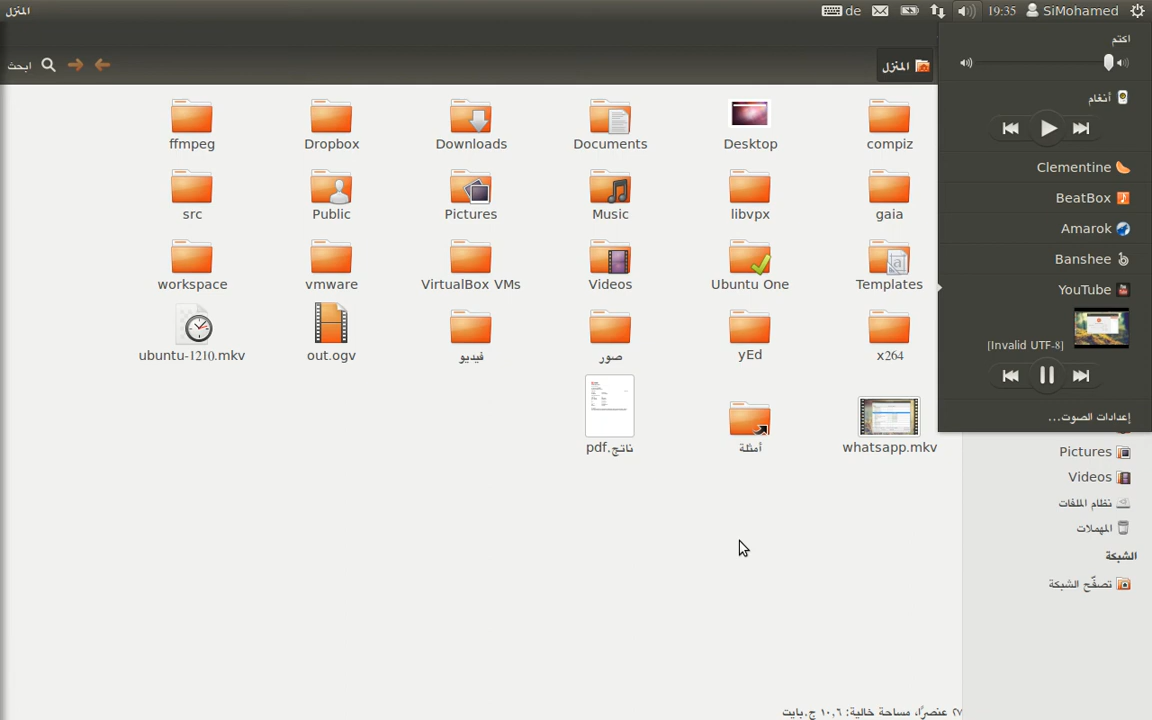 المنزل
de
19:35
SiMohamed
المنزل
ابحث
compiz
Desktop
Documents
Downloads
Dropbox
ffmpeg
gaia
libvpx
Music
Pictures
Public
src
Templates
Ubuntu One
Videos
VirtualBox VMs
vmware
workspace
x264
yEd
صور
فيديو
out.ogv
ubuntu-1210.mkv
whatsapp.mkv
أمثلة
ناتج.pdf
اكتم
أنغام
Clementine
BeatBox
Amarok
Banshee
YouTube
[Invalid UTF-8]
إعدادات الصوت...
Pictures
Videos
نظام الملفات
المهملات
الشبكة
تصفّح الشبكة
٢٧ عنصرًا، مساحة خالية: ١٠٫٦ ج.بايت